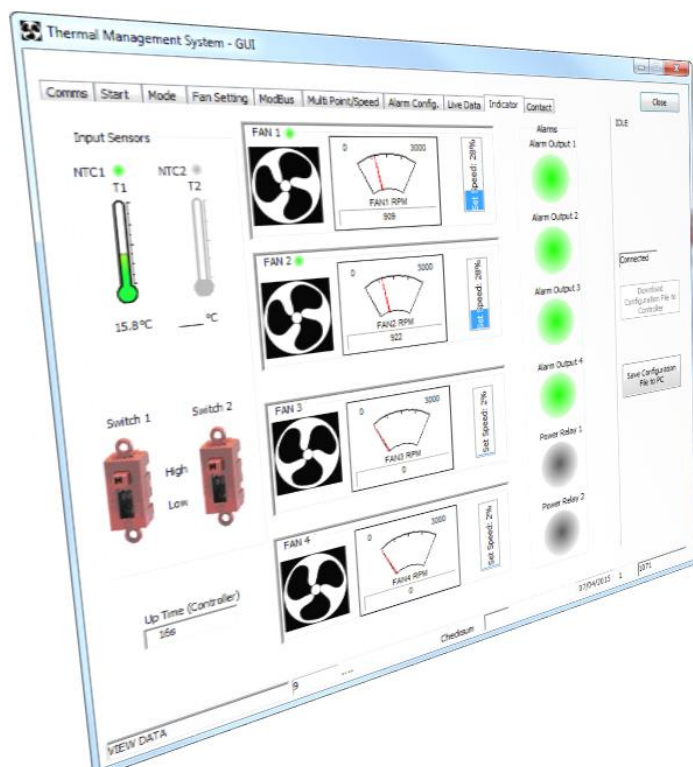 Thermal Management System - GUI
Comms Start Mode Fan Setting ModBus Multi Point/Speed Alarm Config. Live Data Indicator Contact
Close
IDLE
Input Sensors
NTC1 NTC2
T1 T2
15.8°C ____ °C
Switch 1 Switch 2
High
Low
Up Time (Controller)
16s
FAN 1
0 3000
FAN1 RPM
909
Set Speed: 28%
FAN 2
0 3000
FAN2 RPM
922
Set Speed: 28%
FAN 3
0 3000
FAN3 RPM
0
Set Speed: 2%
FAN 4
0 3000
FAN4 RPM
0
Set Speed: 2%
Alarms
Alarm Output 1
Alarm Output 2
Alarm Output 3
Alarm Output 4
Power Relay 1
Power Relay 2
Connected
Download
Configuration File to
Controller
Save Configuration
File to PC
VIEW DATA
9
----
Checksum
07/04/2015
1
1071